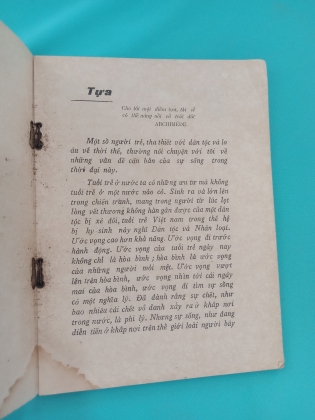 Tựa
Cho tôi một điểm tựa, tôi sẽ
có thể nâng nổi cả trái đất
ARCHIMÈDE
Một số người trẻ, tha thiết với dân tộc và lo
âu về thời thế, thường nói chuyện với tôi về
những vấn đề căn bản của sự sống trong
thời đại này.
Tuổi trẻ ở nước ta có những ưu tư mà không
tuổi trẻ ở một nước nào có. Sinh ra và lớn lên
trong chiến tranh, mang trong người từ lúc lọt
lòng vết thương không hàn gắn được của một dân
tộc bị xé đôi, tuổi trẻ Việt nam trong thế hệ
bị hy sinh này nghĩ Dân tộc và Nhân loại.
Ước vọng cao hơn khả năng. Ước vọng đi trước
hành động. Ước vọng của tuổi trẻ ngày nay
không chỉ là hòa bình ; hòa bình là ước vọng
của những người mỏi mệt. Ước vọng vượt
lên trên hòa bình, ước vọng nhìn tới cái ngày
mai của hòa bình, ước vọng đi tìm sự sống
có một nghĩa lý. Đã đành rằng sự chết, như
bao nhiêu cái chết vô danh xảy ra ở khắp nơi
trong nước, là phi lý. Nhưng sự sống, như đang
diễn tiến ở khắp nơi trên thế giới loài người bây